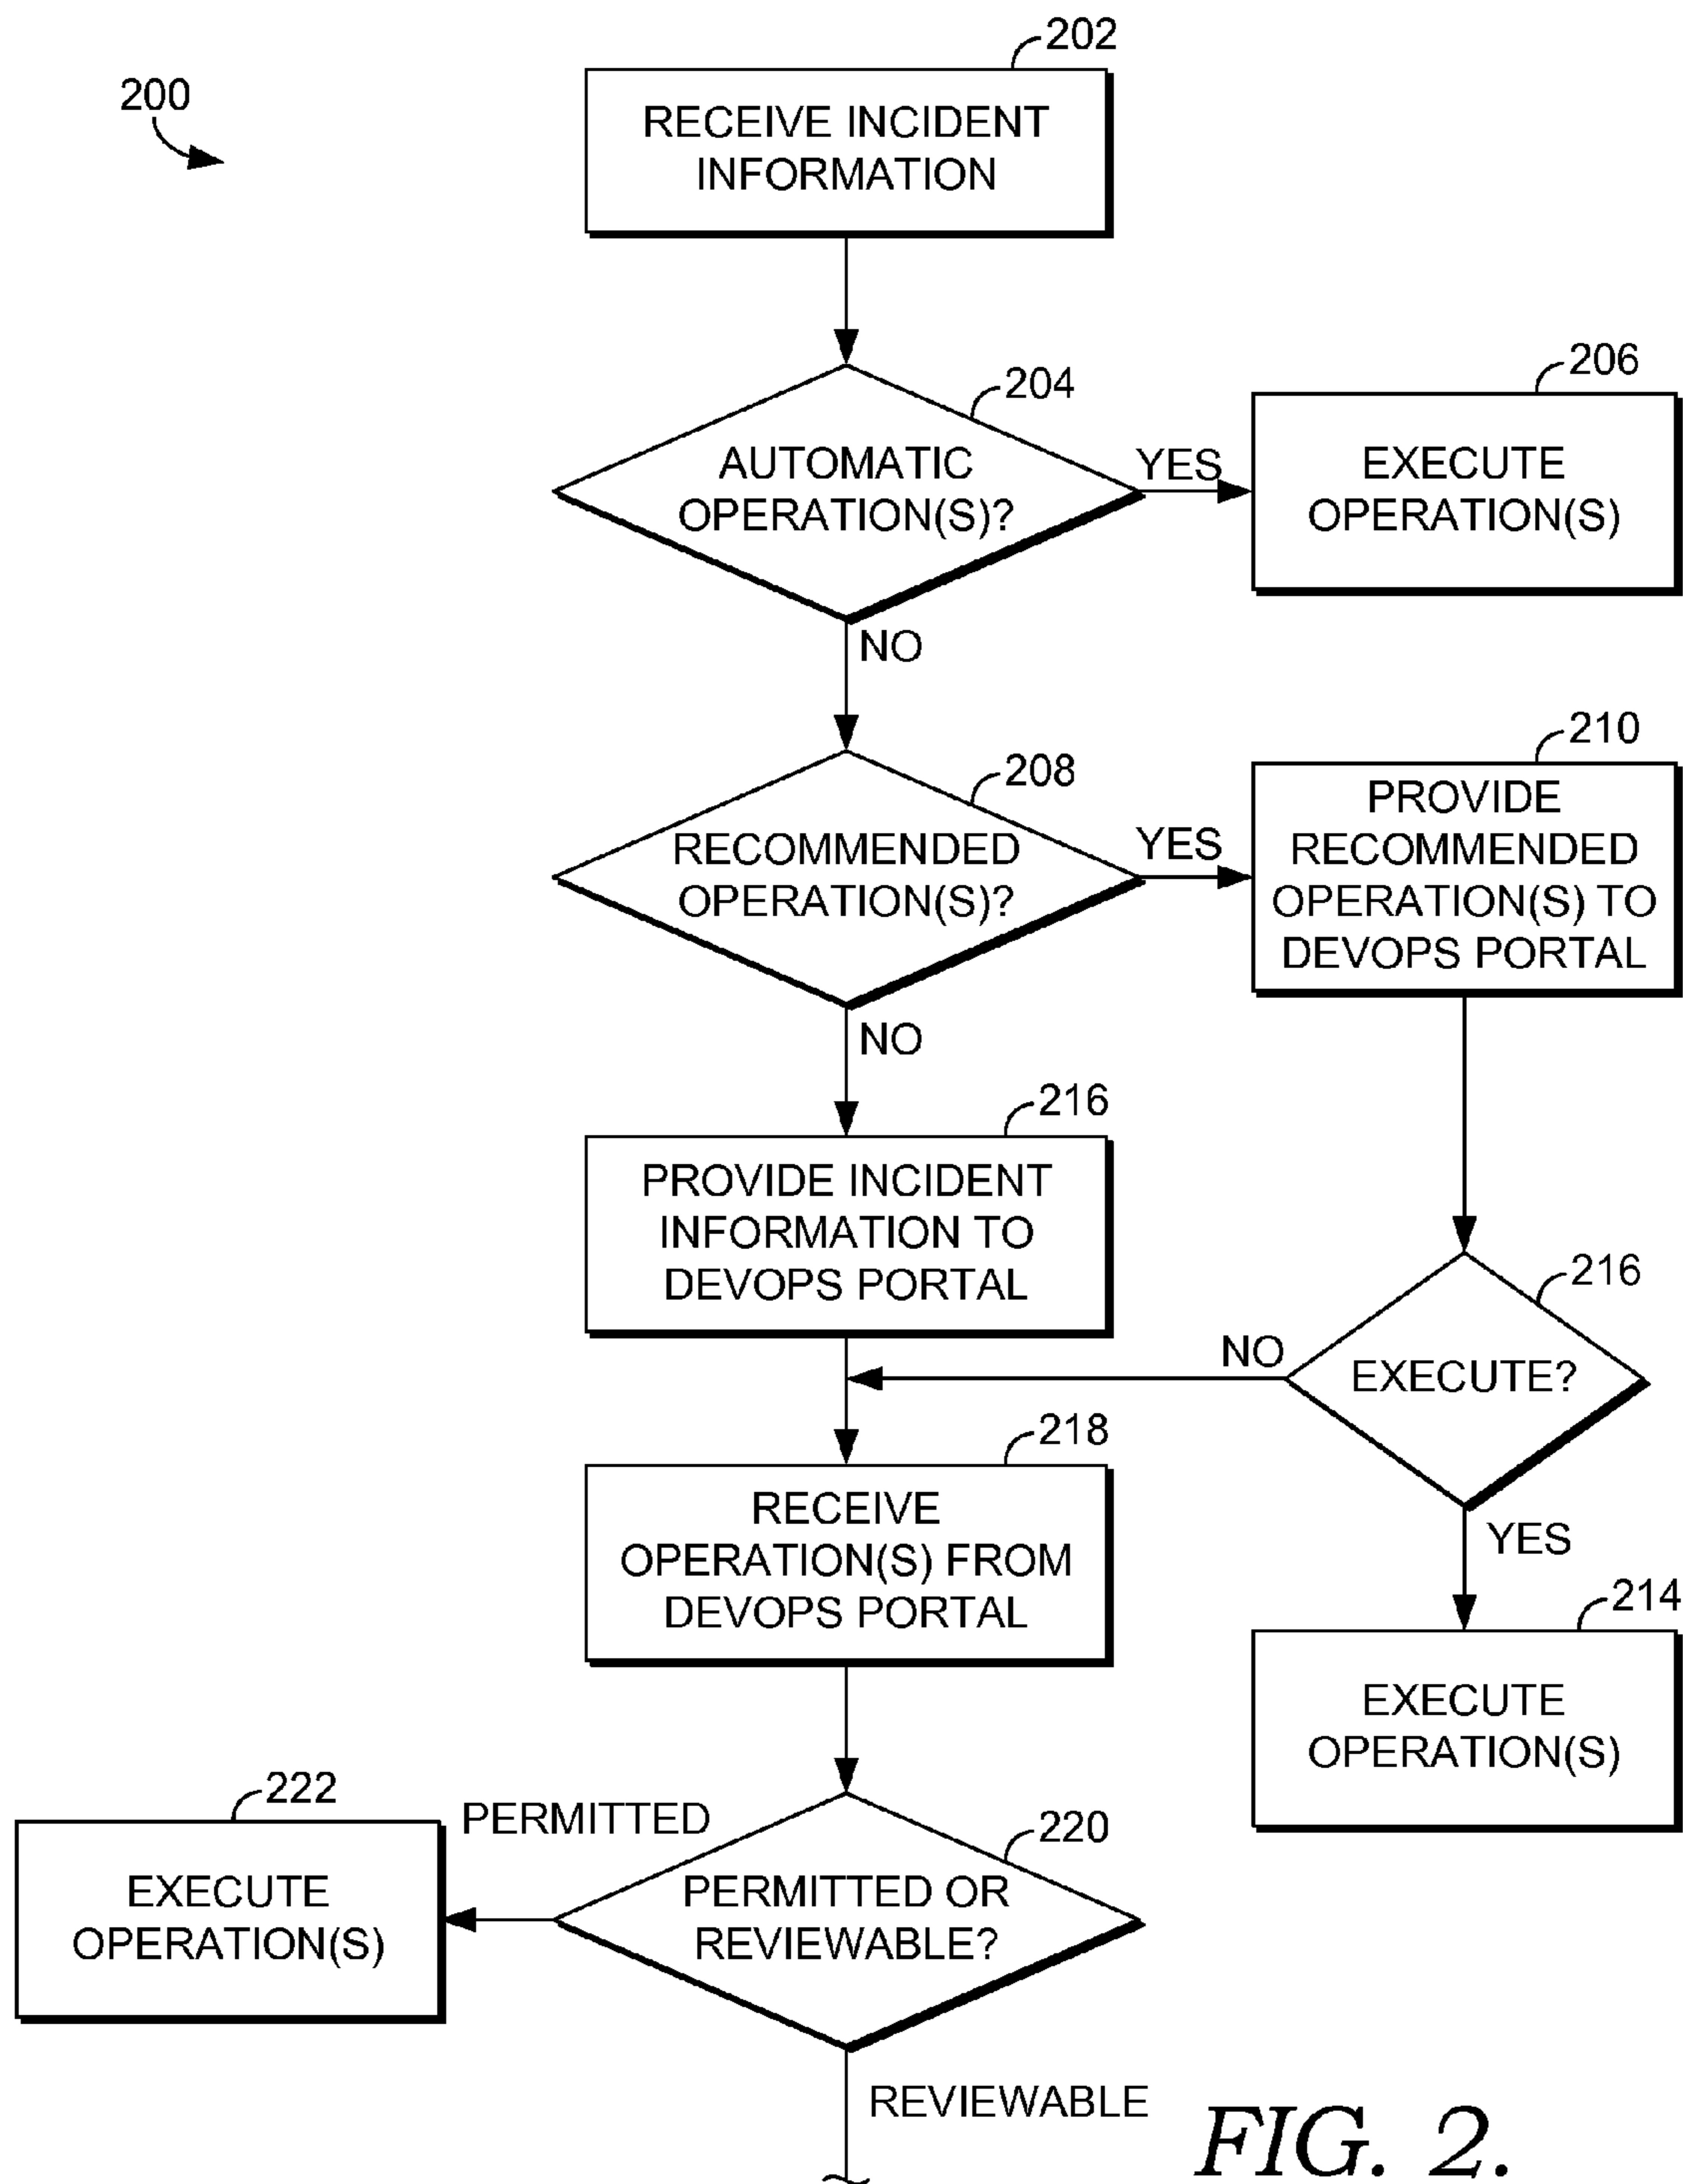 200
202
RECEIVE INCIDENT
INFORMATION
204
AUTOMATIC
OPERATION(S)?
YES
206
EXECUTE
OPERATION(S)
NO
208
RECOMMENDED
OPERATION(S)?
YES
210
PROVIDE
RECOMMENDED
OPERATION(S) TO
DEVOPS PORTAL
NO
216
PROVIDE INCIDENT
INFORMATION TO
DEVOPS PORTAL
216
EXECUTE?
NO
YES
218
RECEIVE
OPERATION(S) FROM
DEVOPS PORTAL
214
EXECUTE
OPERATION(S)
220
PERMITTED OR
REVIEWABLE?
PERMITTED
222
EXECUTE
OPERATION(S)
REVIEWABLE
FIG. 2.